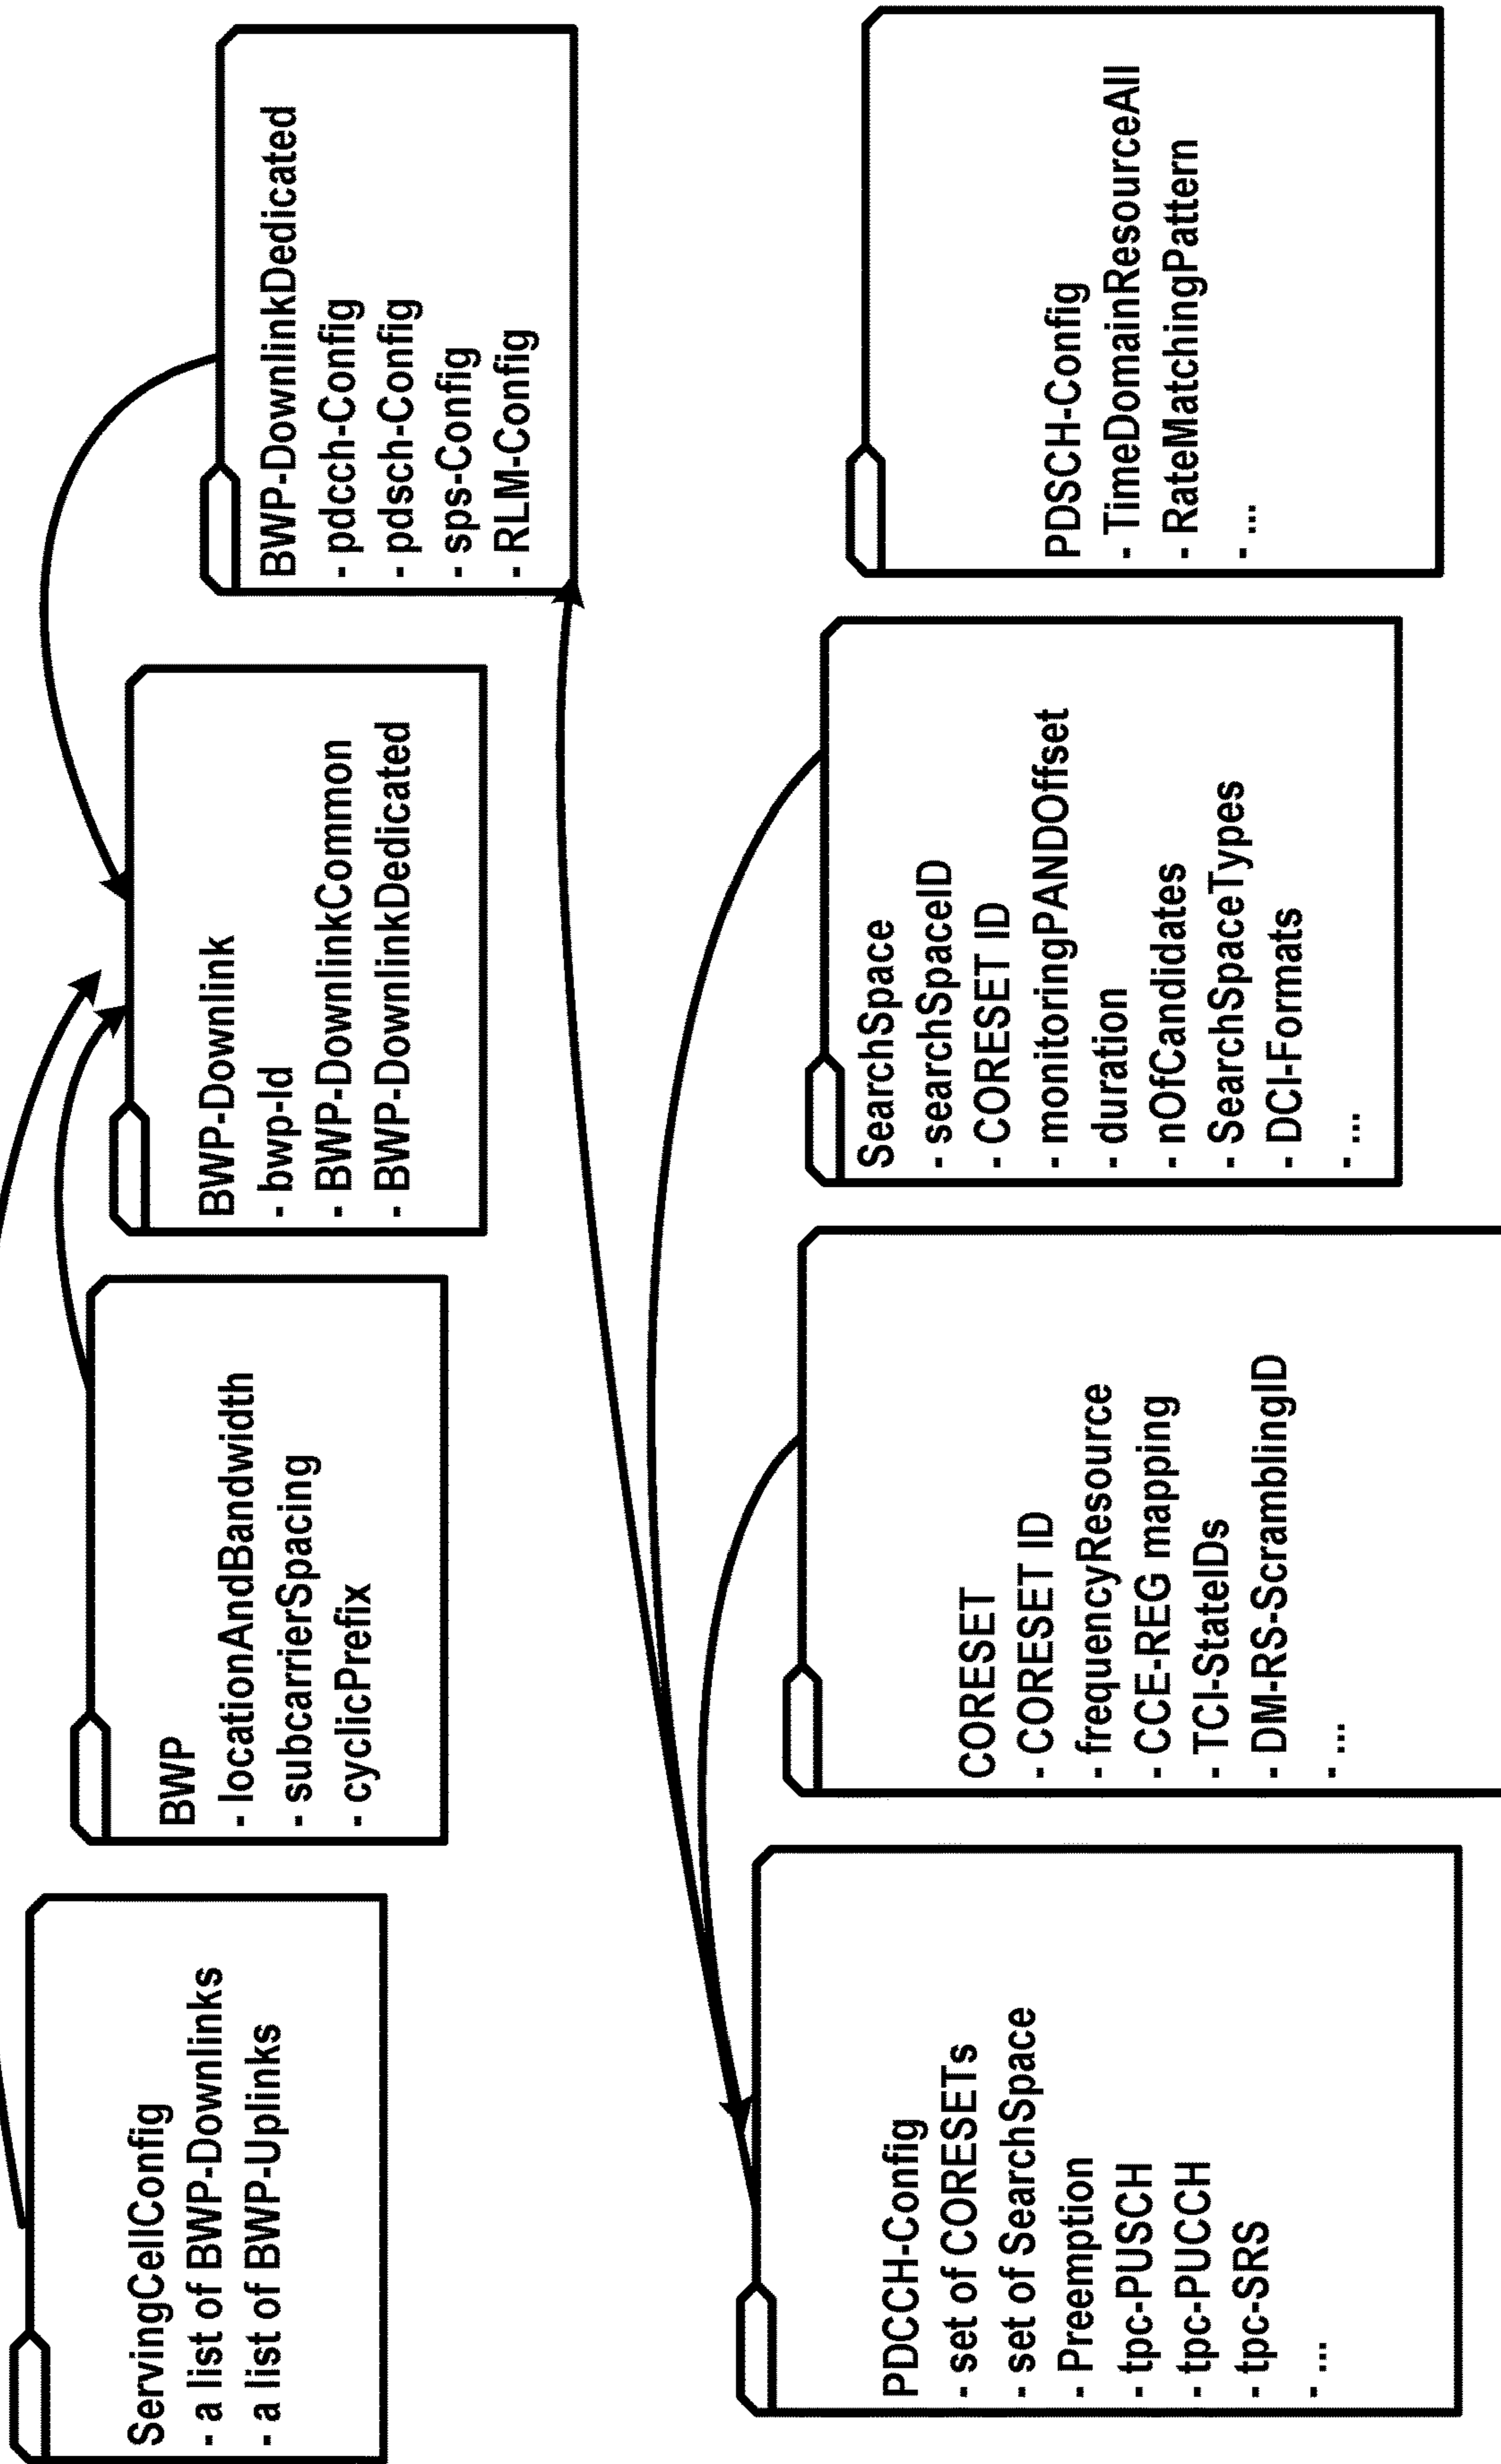 ServingCellConfig
- a list of BWP-Downlinks
- a list of BWP-Uplinks
BWP
- locationAndBandwidth
- subcarrierSpacing
- cyclicPrefix
BWP-Downlink
- bwp-Id
- BWP-DownlinkCommon
- BWP-DownlinkDedicated
BWP-DownlinkDedicated
- pdcch-Config
- pdsch-Config
- sps-Config
- RLM-Config
PDCCH-Config
- set of CORESETs
- set of SearchSpace
- Preemption
- tpc-PUSCH
- tpc-PUCCH
- tpc-SRS
- ...
CORESET
- CORESET ID
- frequencyResource
- CCE-REG mapping
- TCI-StateIDs
- DM-RS-ScramblingID
- ...
SearchSpace
- searchSpaceID
- CORESET ID
- monitoringPANDOffset
- duration
- nOfCandidates
- SearchSpaceTypes
- DCI-Formats
- ...
PDSCH-Config
- TimeDomainResourceAll
- RateMatchingPattern
- ...